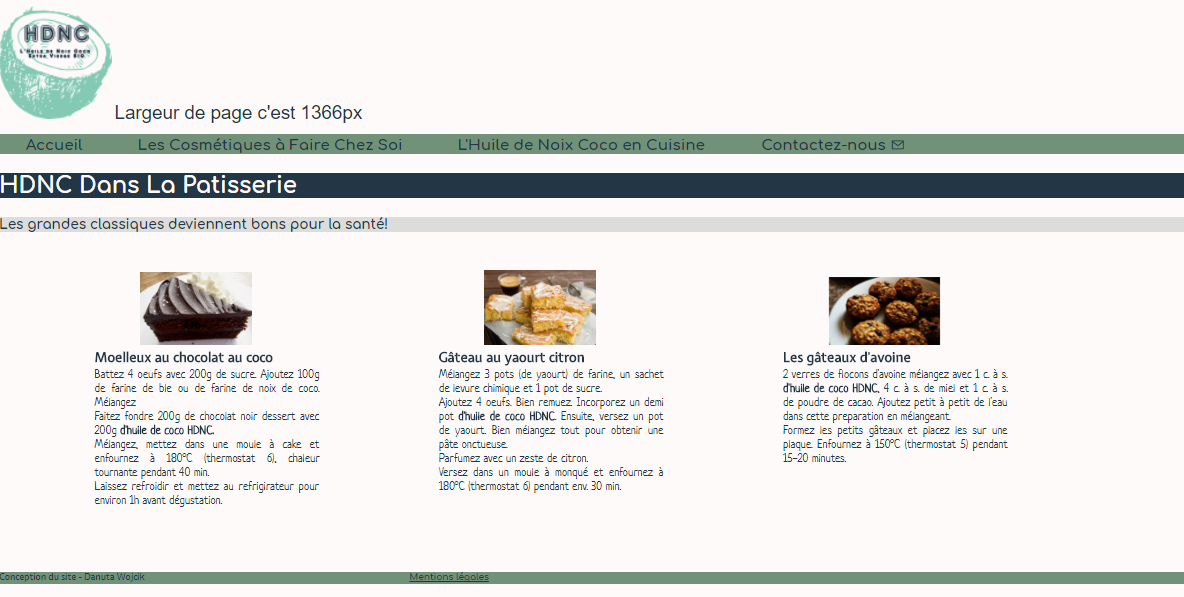 HDNC
L'Huile de Noix Coco
Extra Vierge BIO
Largeur de page c'est 1366px
Accueil Les Cosmétiques à Faire Chez Soi L'Huile de Noix Coco en Cuisine Contactez-nous
HDNC Dans La Patisserie
Les grandes classiques deviennent bons pour la santé!
Moelleux au chocolat au coco
Battez 4 oeufs avec 200g de sucre. Ajoutez 100g
de farine de ble ou de farine de noix de coco.
Mélangez
Faitez fondre 200g de chocolat noir dessert avec
200g d'huile de coco HDNC.
Mélangez, mettez dans une moule à cake et
enfournez à 180°C (thermostat 6), chaleur
tournante pendant 40 min.
Laissez refroidir et mettez au refrigirateur pour
environ 1h avant dégustation.
Gâteau au yaourt citron
Mélangez 3 pots (de yaourt) de farine, un sachet
de levure chimique et 1 pot de sucre.
Ajoutez 4 oeufs. Bien remuez. Incorporez un demi
pot d'huile de coco HDNC. Ensuite, versez un pot
de yaourt. Bien mélangez tout pour obtenir une
pâte onctueuse.
Parfumez avec un zeste de citron.
Versez dans un moule à monqué et enfournez à
180°C (thermostat 6) pendant env. 30 min.
Les gâteaux d'avoine
2 verres de flocons d'avoine mélangez avec 1 c. à s.
d'huile de coco HDNC, 4 c. à s. de miel et 1 c. à s.
de poudre de cacao. Ajoutez petit à petit de l'eau
dans cette preparation en mélangeant.
Formez les petits gâteaux et placez les sur une
plaque. Enfournez à 150°C (thermostat 5) pendant
15-20 minutes.
Conception du site - Danuta Wojcik Mentions légales